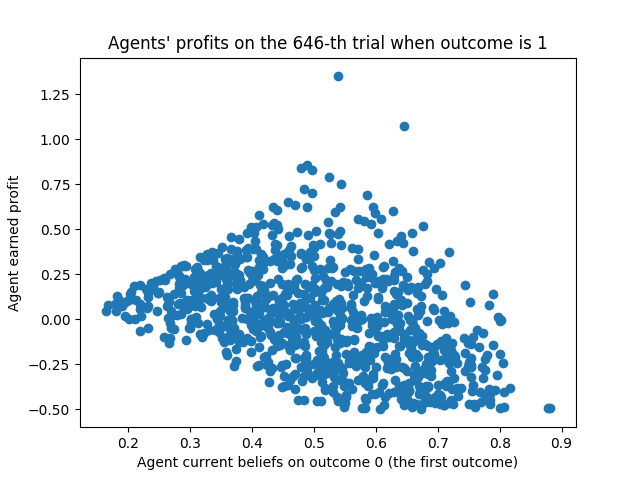 Agents' profits on the 646-th trial when outcome is 1
1.25
1.00
0.75
0.50
0.25
0.00
−0.25
−0.50
Agent earned profit
0.2 0.3 0.4 0.5 0.6 0.7 0.8 0.9
Agent current beliefs on outcome 0 (the first outcome)